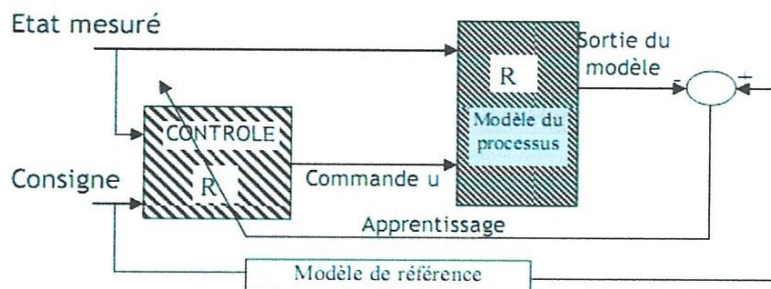 Etat mesuré
Sortie du
modèle
R
-
+
Modèle du
processus
CONTROLE
R
Consigne
Commande u
Apprentissage
Modèle de référence